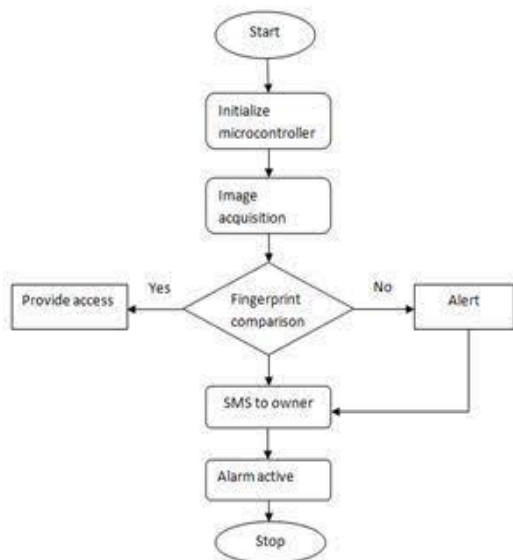 Start
Initialize
microcontroller
Image
acquisition
Provide access
Yes
Fingerprint
comparison
No
Alert
SMS to owner
Alarm active
Stop